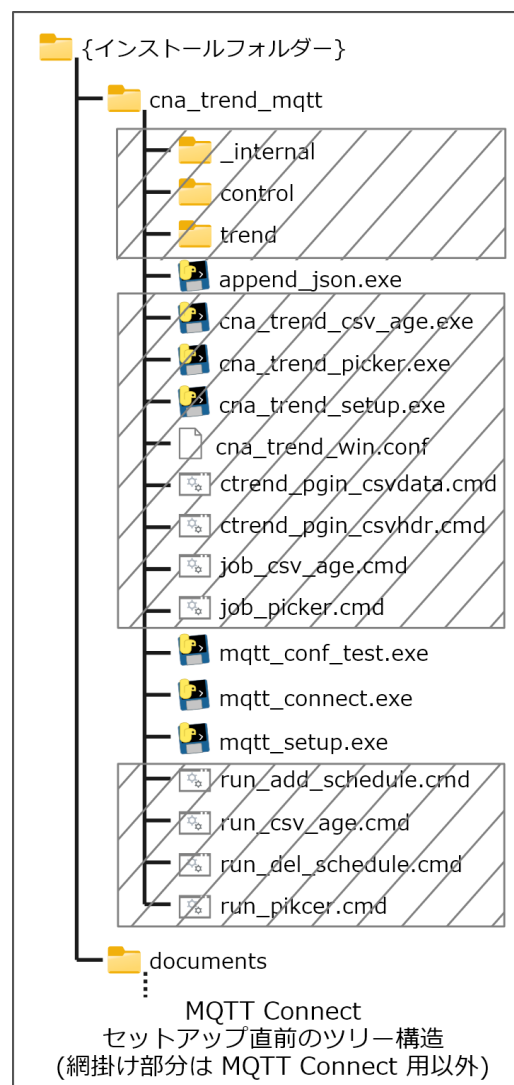 {インストールフォルダー}
cna_trend_mqtt
_internal
control
trend
append_json.exe
cna_trend_csv_age.exe
cna_trend_picker.exe
cna_trend_setup.exe
cna_trend_win.conf
ctrend_pgin_csvdata.cmd
ctrend_pgin_csvhdr.cmd
job_csv_age.cmd
job_picker.cmd
mqtt_conf_test.exe
mqtt_connect.exe
mqtt_setup.exe
run_add_schedule.cmd
run_csv_age.cmd
run_del_schedule.cmd
run_pikcer.cmd
documents
MQTT Connect
セットアップ直前のツリー構造
(網掛け部分は MQTT Connect 用以外)